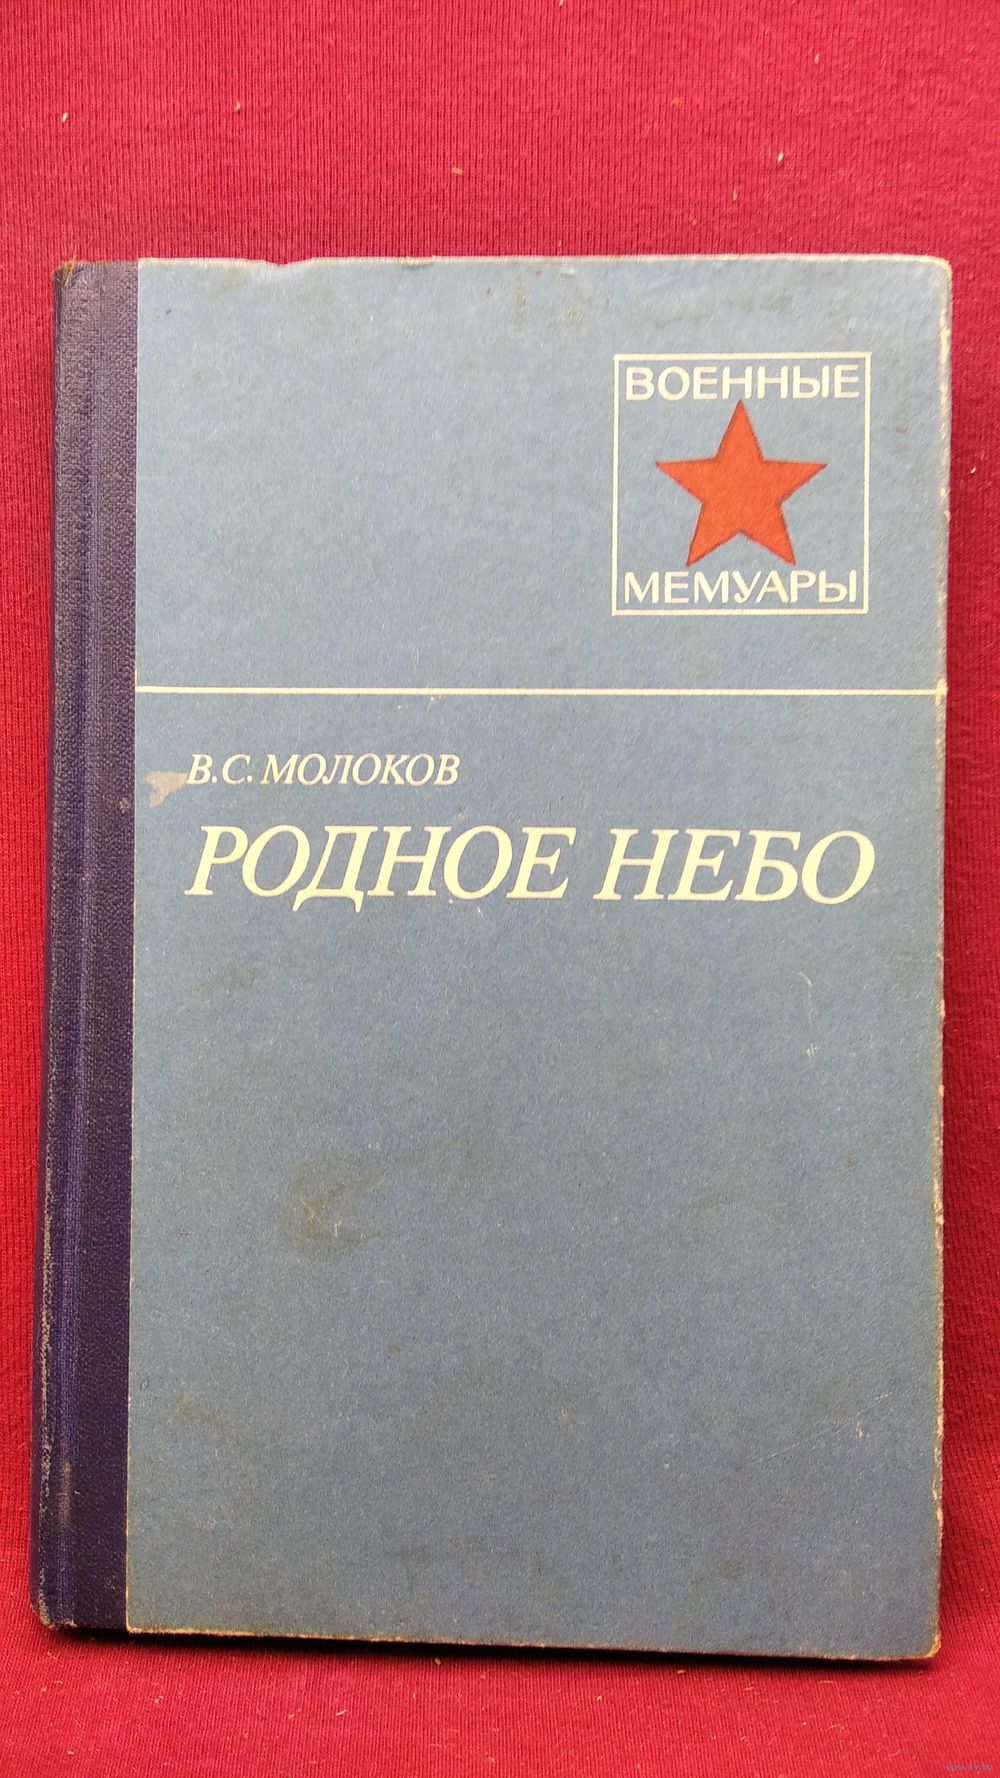 ВОЕННЫЕ
МЕМУАРЫ
В.С. МОЛОКОВ
РОДНОЕ НЕБО